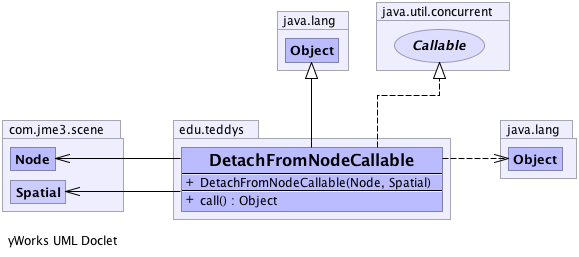 java.lang
Object
java.util.concurrent
Callable
com.jme3.scene
Node
Spatial
edu.teddys
DetachFromNodeCallable
+ DetachFromNodeCallable(Node, Spatial)
+ call() : Object
java.lang
Object
yWorks UML Doclet